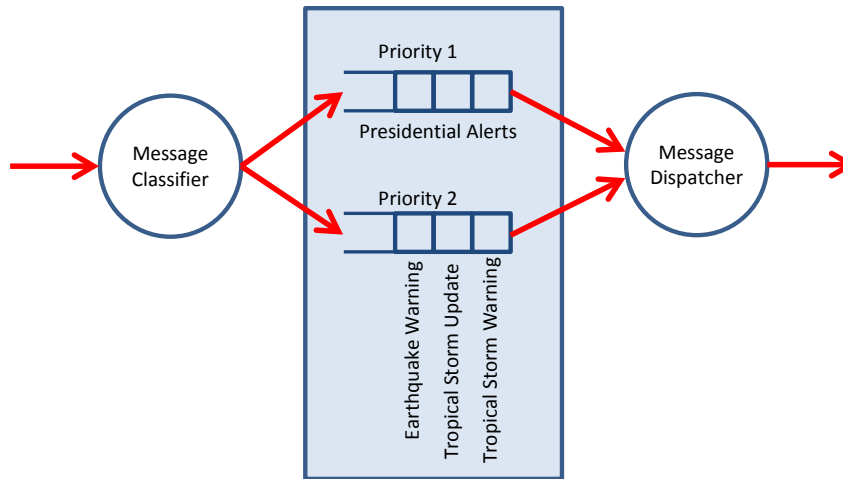 Message
Classifier
Priority 1
Presidential Alerts
Priority 2
Earthquake Warning
Tropical Storm Update
Tropical Storm Warning
Message
Dispatcher